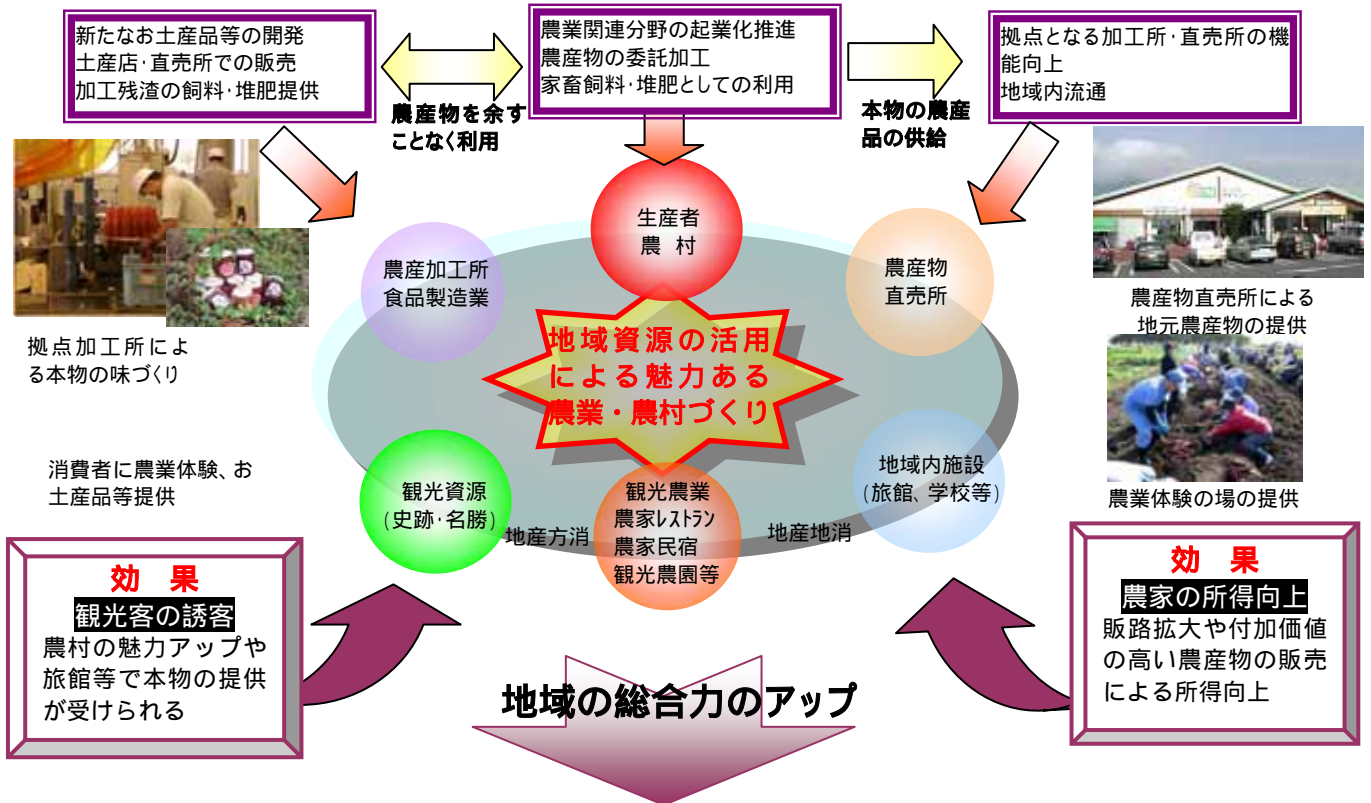 新たなお土産品等の開発
土産店・直売所での販売
加工残渣の飼料・堆肥提供
農業関連分野の起業化推進
農産物の委託加工
家畜飼料・堆肥としての利用
拠点となる加工所・直売所の機
能向上
地域内流通
農産物を余す
ことなく利用
本物の農産
品の供給
生産者
農 村
農産加工所
食品製造業
農産物
直売所
農産物直売所による
地元農産物の提供
拠点加工所によ
る本物の味づくり
地域資源の活用
による魅力ある
農業・農村づくり
消費者に農業体験、お
土産品等提供
観光資源
(史跡・名勝)
観光農業
農家ﾚｽﾄﾗﾝ
農家民宿
観光農園等
地域内施設
(旅館、学校等)
農業体験の場の提供
地産方消
地産地消
効 果
観光客の誘客
農村の魅力アップや
旅館等で本物の提供
が受けられる
効 果
農家の所得向上
販路拡大や付加価値
の高い農産物の販売
による所得向上
地域の総合力のアップ